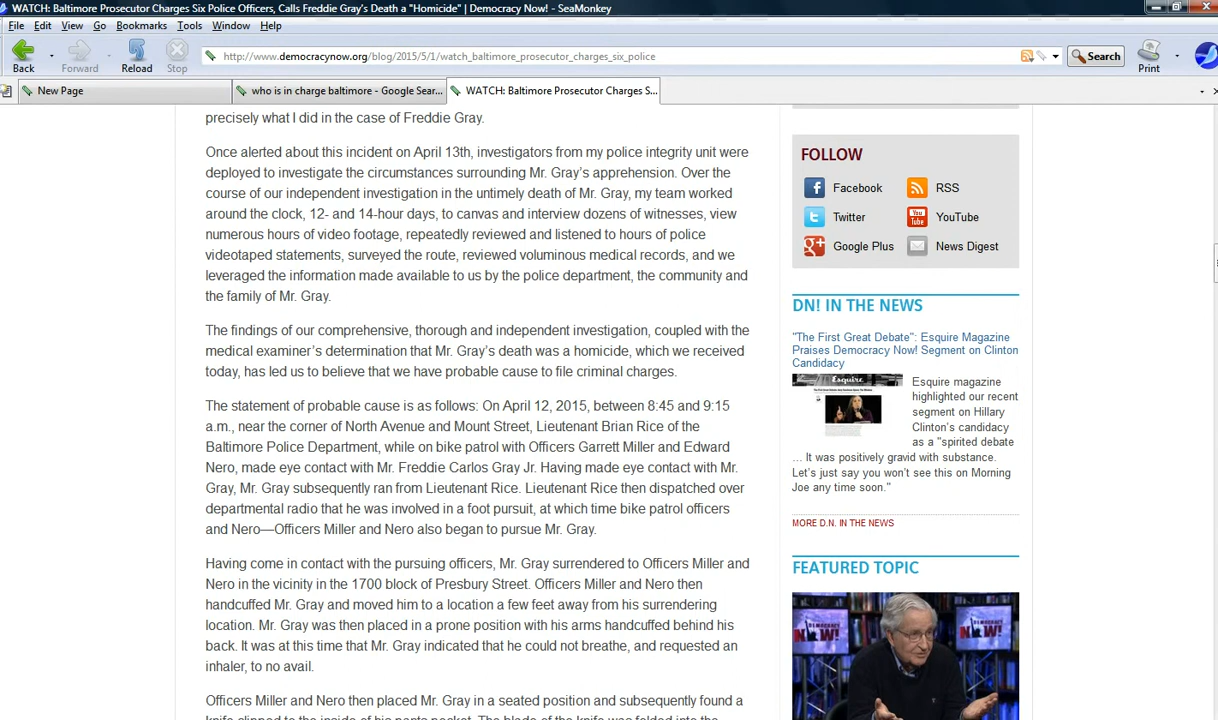 WATCH: Baltimore Prosecutor Charges Six Police Officers, Calls Freddie Gray's Death a "Homicide" | Democracy Now! - SeaMonkey
File Edit View Go Bookmarks Tools Window Help
http://www.democracynow.org/blog/2015/5/1/watch_baltimore_prosecutor_charges_six_police
Search
Back Forward Reload Stop Print
New Page
who is in charge baltimore - Google Sear...
WATCH: Baltimore Prosecutor Charges S...
precisely what I did in the case of Freddie Gray.
Once alerted about this incident on April 13th, investigators from my police integrity unit were
deployed to investigate the circumstances surrounding Mr. Gray's apprehension. Over the
course of our independent investigation in the untimely death of Mr. Gray, my team worked
around the clock, 12- and 14-hour days, to canvas and interview dozens of witnesses, view
numerous hours of video footage, repeatedly reviewed and listened to hours of police
videotaped statements, surveyed the route, reviewed voluminous medical records, and we
leveraged the information made available to us by the police department, the community and
the family of Mr. Gray.
The findings of our comprehensive, thorough and independent investigation, coupled with the
medical examiner's determination that Mr. Gray's death was a homicide, which we received
today, has led us to believe that we have probable cause to file criminal charges.
The statement of probable cause is as follows: On April 12, 2015, between 8:45 and 9:15
a.m., near the corner of North Avenue and Mount Street, Lieutenant Brian Rice of the
Baltimore Police Department, while on bike patrol with Officers Garrett Miller and Edward
Nero, made eye contact with Mr. Freddie Carlos Gray Jr. Having made eye contact with Mr.
Gray, Mr. Gray subsequently ran from Lieutenant Rice. Lieutenant Rice then dispatched over
departmental radio that he was involved in a foot pursuit, at which time bike patrol officers
and Nero—Officers Miller and Nero also began to pursue Mr. Gray.
Having come in contact with the pursuing officers, Mr. Gray surrendered to Officers Miller and
Nero in the vicinity in the 1700 block of Presbury Street. Officers Miller and Nero then
handcuffed Mr. Gray and moved him to a location a few feet away from his surrendering
location. Mr. Gray was then placed in a prone position with his arms handcuffed behind his
back. It was at this time that Mr. Gray indicated that he could not breathe, and requested an
inhaler, to no avail.
Officers Miller and Nero then placed Mr. Gray in a seated position and subsequently found a
knife clipped to the inside of his pants pocket. The blade of the knife was folded into the
FOLLOW
Facebook RSS
Twitter YouTube
Google Plus News Digest
DN! IN THE NEWS
"The First Great Debate": Esquire Magazine
Praises Democracy Now! Segment on Clinton
Candidacy
Esquire
Esquire magazine
highlighted our recent
segment on Hillary
Clinton's candidacy
as a "spirited debate
... It was positively gravid with substance.
Let's just say you won't see this on Morning
Joe any time soon."
MORE D.N. IN THE NEWS
FEATURED TOPIC